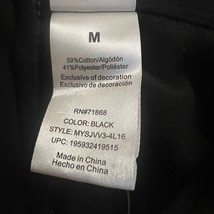 M
59%Cotton/Algodón
41%Polyester/Poliéster
Exclusive of decoration
Exclusivo de decoración
RN#71868
COLOR: BLACK
STYLE: MYSJVV3-4L16
UPC: 195932419515
Made in China
Hecho en China